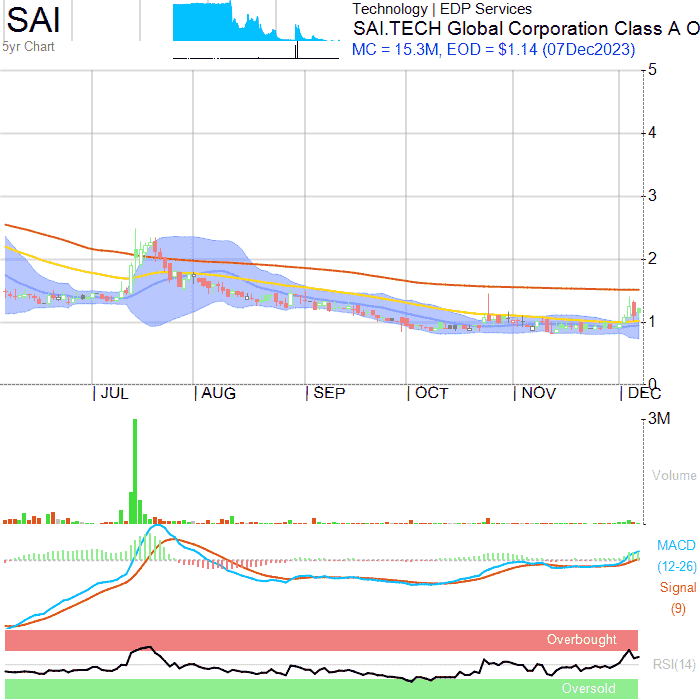 SAI
5yr Chart
Technology | EDP Services
SAI.TECH Global Corporation Class A O
MC = 15.3M, EOD = $1.14 (07Dec2023)
5
4
3
2
1
0
JUL AUG SEP OCT NOV DEC
3M
Volume
MACD
(12-26)
Signal
(9)
Overbought
RSI(14)
Oversold